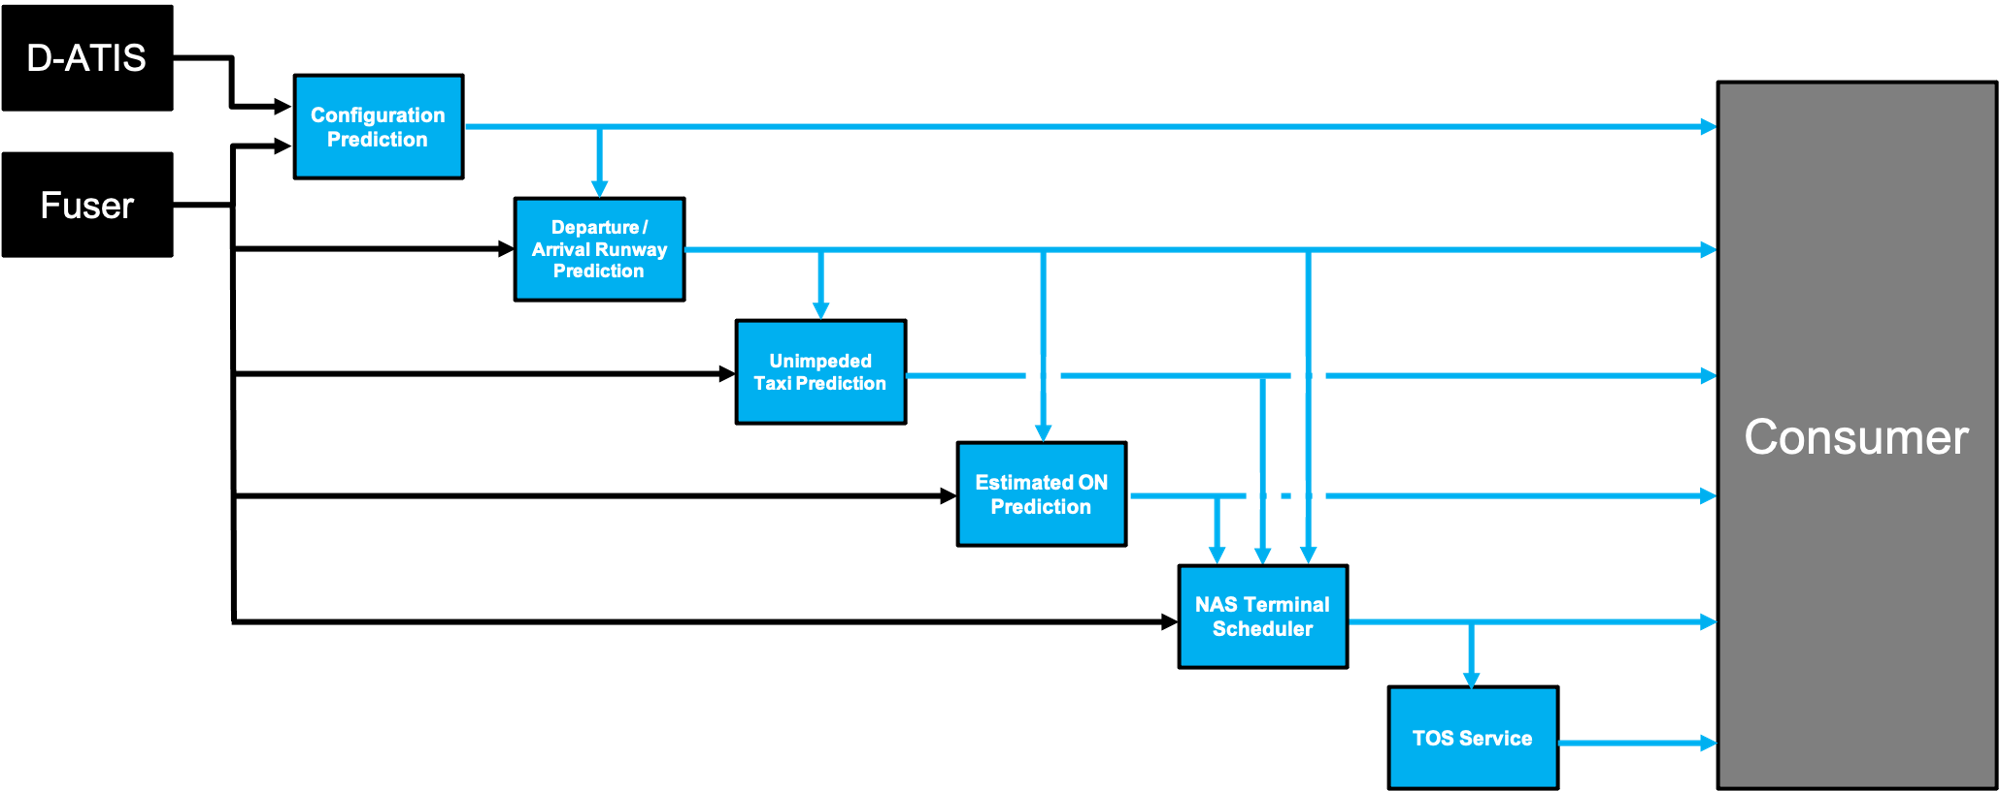 D-ATIS
Configuration
Prediction
Fuser
Departure /
Arrival Runway
Prediction
Unimpeded
Taxi Prediction
Consumer
Estimated ON
Prediction
NAS Terminal
Scheduler
TOS Service